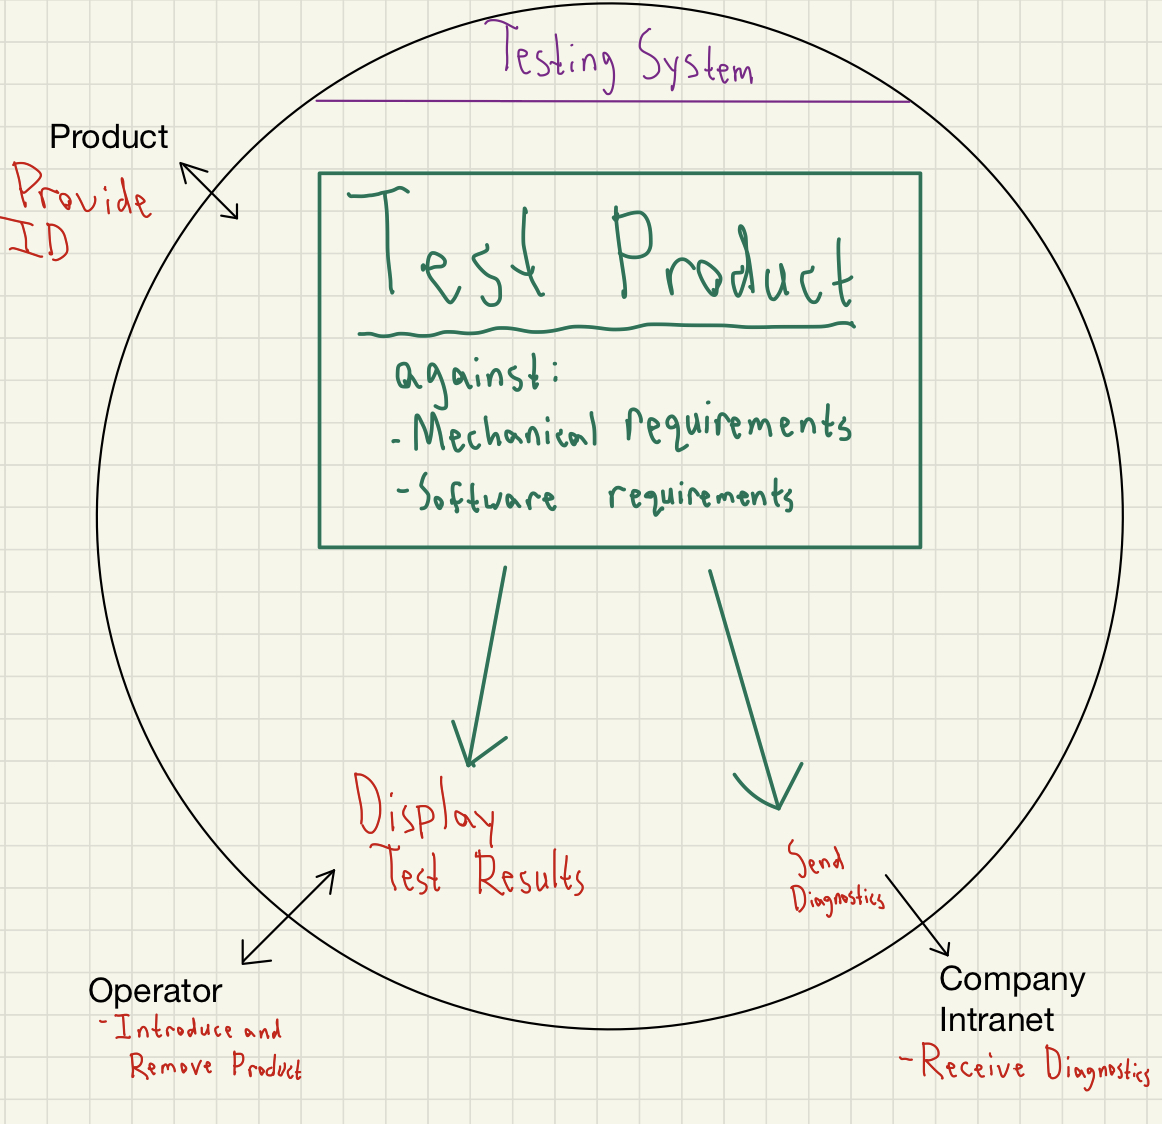 Testing System
Product
Provide
ID
Test Product
against:
- Mechanical requirements
- Software requirements
Display
Test Results
Send
Diagnostics
Operator
- Introduce and
Remove Product
Company
Intranet
- Receive Diagnostics